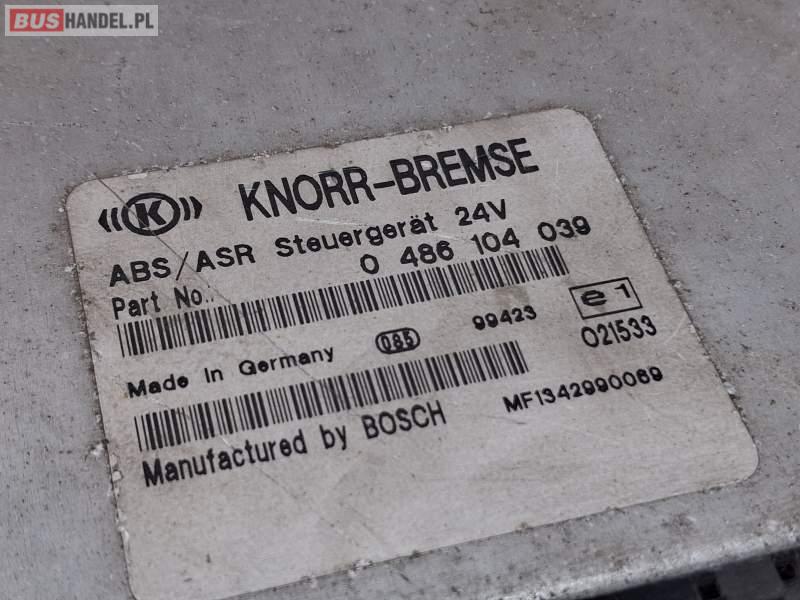 BUSHANDEL.PL
K KNORR-BREMSE
ABS/ASR Steuergerät 24V
Part No.: 0 486 104 039
Made in Germany 085 99423 e1
021533
Manufactured by BOSCH MF1342990069